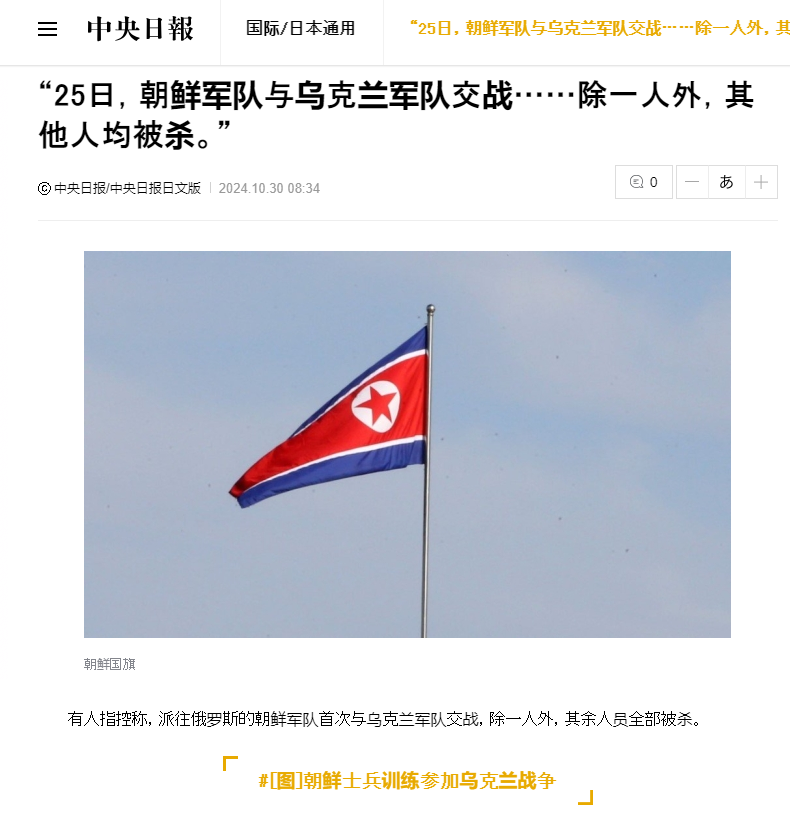 中央日報
国际/日本通用
“25日，朝鲜军队与乌克兰军队交战……除一人外，其
“25日，朝鲜军队与乌克兰军队交战……除一人外，其
他人均被杀。”
ⓒ中央日报/中央日报日文版
2024.10.30 08:34
0
あ
朝鲜国旗
有人指控称，派往俄罗斯的朝鲜军队首次与乌克兰军队交战，除一人外，其余人员全部被杀。
#[图]朝鲜士兵训练参加乌克兰战争